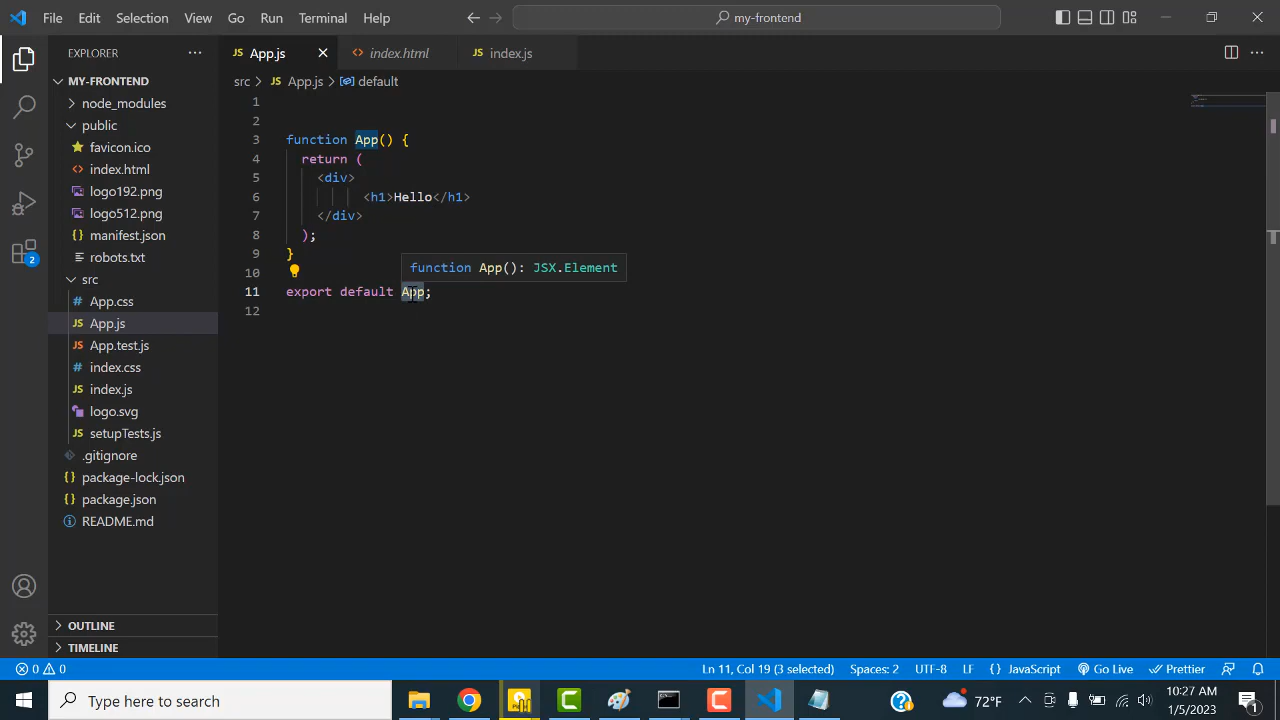 File Edit Selection View Go Run Terminal Help my-frontend
EXPLORER
MY-FRONTEND
node_modules
public
favicon.ico
index.html
logo192.png
logo512.png
manifest.json
robots.txt
src
App.css
App.js
App.test.js
index.css
index.js
logo.svg
setupTests.js
.gitignore
package-lock.json
package.json
README.md
OUTLINE
TIMELINE
App.js index.html index.js
src > App.js > default
1
2
3 function App() {
4 return (
5 <div>
6 <h1>Hello</h1>
7 </div>
8 );
9 }
10
function App(): JSX.Element
11 export default App;
12
2
0 0
Ln 11, Col 19 (3 selected) Spaces: 2 UTF-8 LF {} JavaScript Go Live Prettier
Type here to search
72°F
10:27 AM
1/5/2023
1